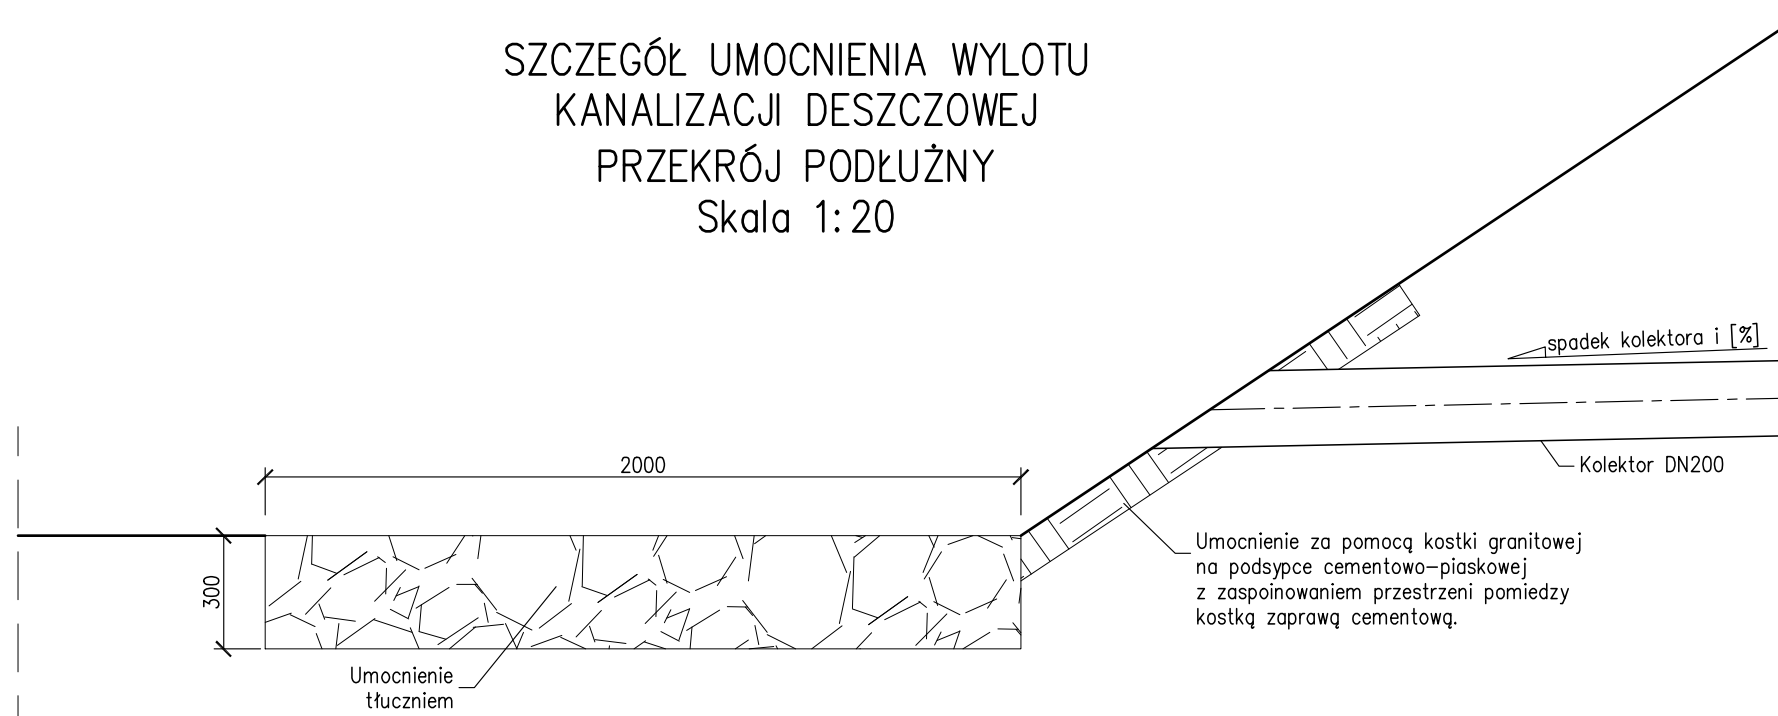 SZCZEGÓŁ UMOCNIENIA WYLOTU
KANALIZACJI DESZCZOWEJ
PRZEKRÓJ PODŁUŻNY
Skala 1:20
spadek kolektora i [%]
2000
Kolektor DN200
300
Umocnienie za pomocą kostki granitowej
na podsypce cementowo-piaskowej
z zaspoinowaniem przestrzeni pomiedzy
kostką zaprawą cementową.
Umocnienie
tłuczniem